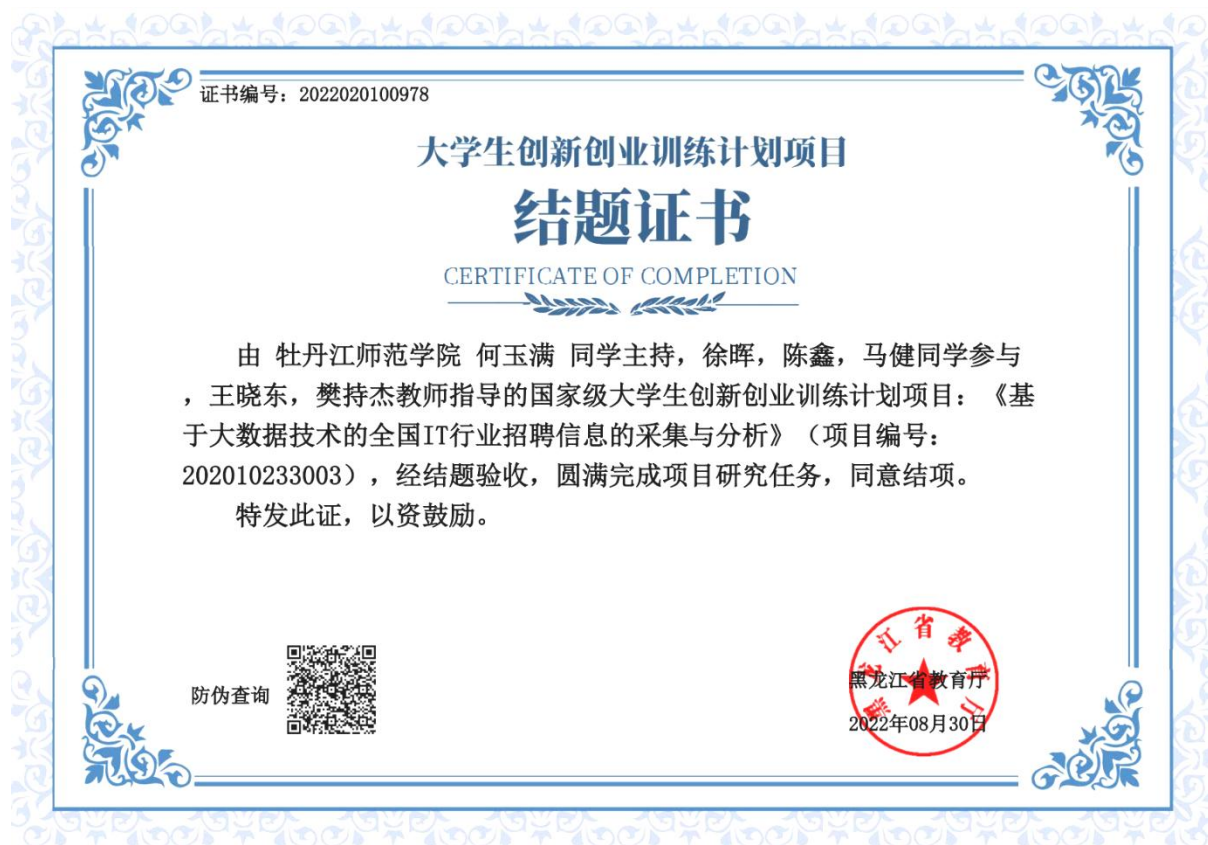 证书编号：2022020100978
大学生创新创业训练计划项目
结题证书
CERTIFICATE OF COMPLETION
由 牡丹江师范学院 何玉满 同学主持，徐晖，陈鑫，马健同学参与
，王晓东，樊持杰教师指导的国家级大学生创新创业训练计划项目：《基
于大数据技术的全国IT行业招聘信息的采集与分析》（项目编号：
202010233003），经结题验收，圆满完成项目研究任务，同意结项。
特发此证，以资鼓励。
防伪查询
黑龙江省教育厅
黑龙江省教育厅
2022年08月30日